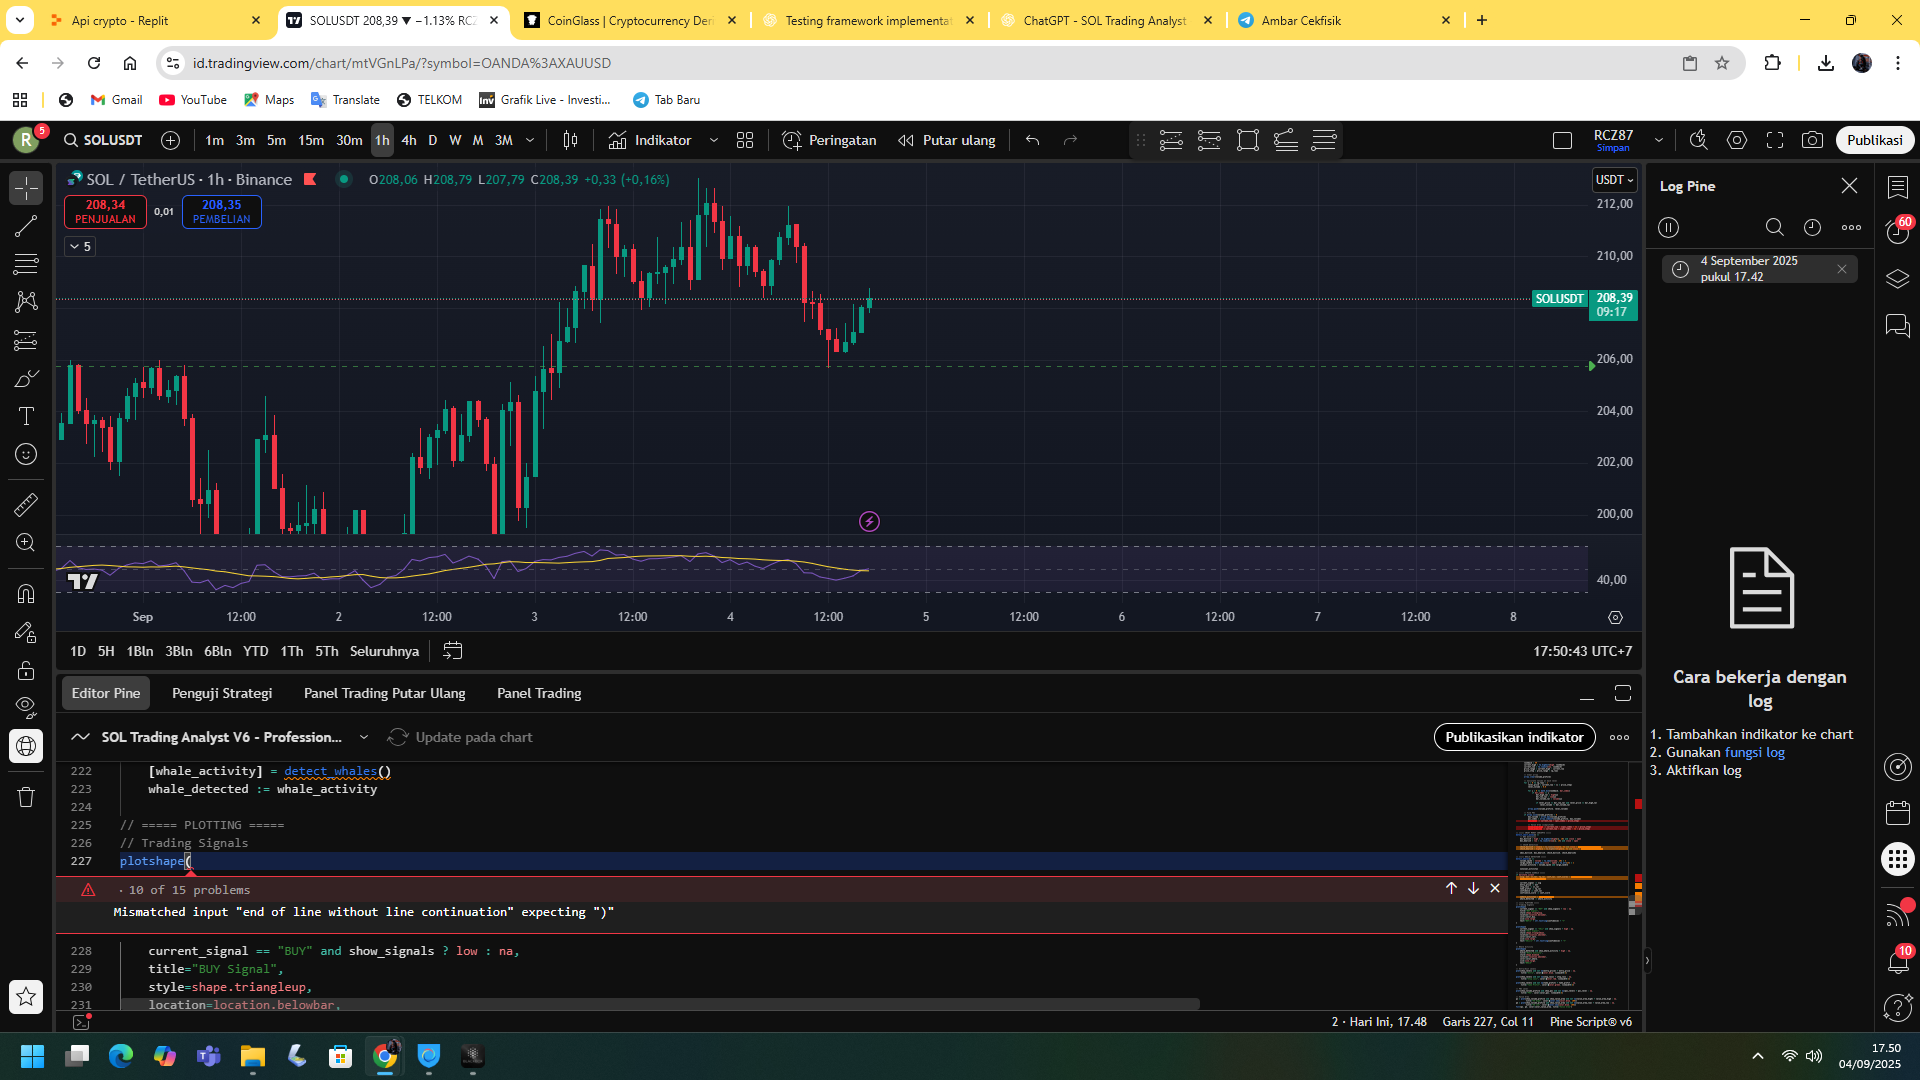 Api crypto - Replit
SOLUSDT 208,39 ▼ −1.13% RCZ
CoinGlass | Cryptocurrency Deri
Testing framework implementat
ChatGPT - SOL Trading Analyst
Ambar Cekfisik
id.tradingview.com/chart/mtVGnLPa/?symbol=OANDA%3AXAUUSD
Gmail
YouTube
Maps
Translate
TELKOM
Inv
Grafik Live - Investi...
Tab Baru
R
5
SOLUSDT
1m 3m 5m 15m 30m 1h 4h D W M 3M
Indikator
Peringatan
Putar ulang
RCZ87
Simpan
Publikasi
SOL / TetherUS · 1h · Binance
O208,06 H208,79 L207,79 C208,39 +0,33 (+0,16%)
208,34
PENJUALAN
0,01
208,35
PEMBELIAN
5
USDT
212,00
210,00
SOLUSDT
208,39
09:17
206,00
204,00
202,00
200,00
40,00
Sep 12:00 2 12:00 3 12:00 4 12:00 5 12:00 6 12:00 7 12:00 8
1D 5H 1Bln 3Bln 6Bln YTD 1Th 5Th Seluruhnya
17:50:43 UTC+7
Log Pine
4 September 2025
pukul 17.42
Cara bekerja dengan
log
1. Tambahkan indikator ke chart
2. Gunakan fungsi log
3. Aktifkan log
60
10
Editor Pine
Penguji Strategi
Panel Trading Putar Ulang
Panel Trading
SOL Trading Analyst V6 - Profession...
Update pada chart
Publikasikan indikator
222 [whale_activity] = detect_whales()
223 whale_detected := whale_activity
224
225 // ===== PLOTTING =====
226 // Trading Signals
227 plotshape(
· 10 of 15 problems
Mismatched input "end of line without line continuation" expecting ")"
228 current_signal == "BUY" and show_signals ? low : na,
229 title="BUY Signal",
230 style=shape.triangleup,
231 location=location.belowbar,
2 · Hari Ini, 17.48
Garis 227, Col 11
Pine Script® v6
17.50
04/09/2025